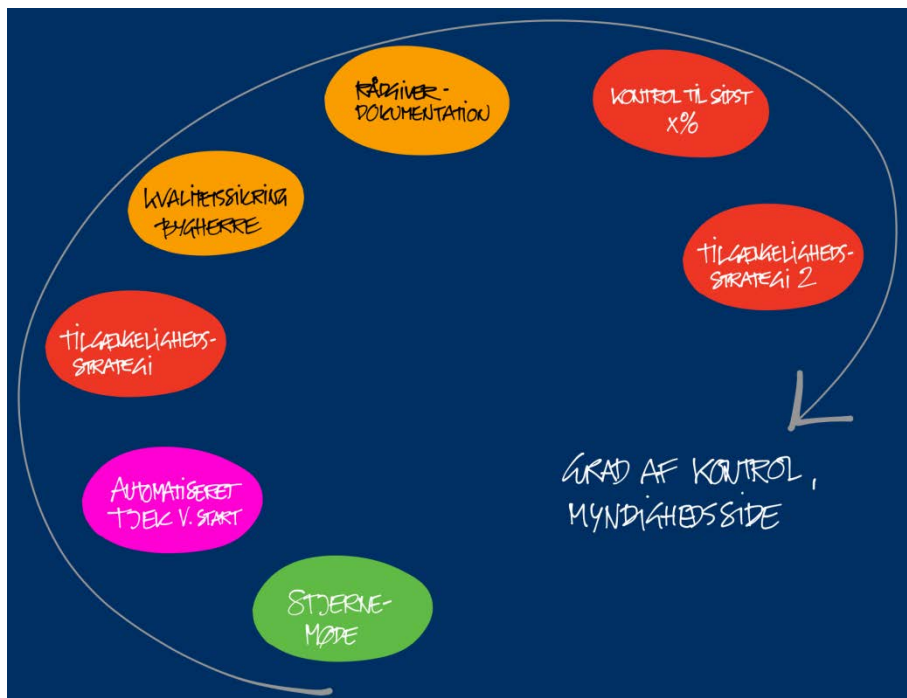 RÅDGIVER-
DOKUMENTATION
KONTROL TIL SIDST
X%
KVALITETSSIKRING
BYGHERRE
TILGÆNGELIGHEDS-
STRATEGI 2
TILGÆNGELIGHEDS-
STRATEGI
GRAD AF KONTROL,
MYNDIGHEDSSIDE
AUTOMATISERET
TJEK V. START
STJERNE-
MØDE